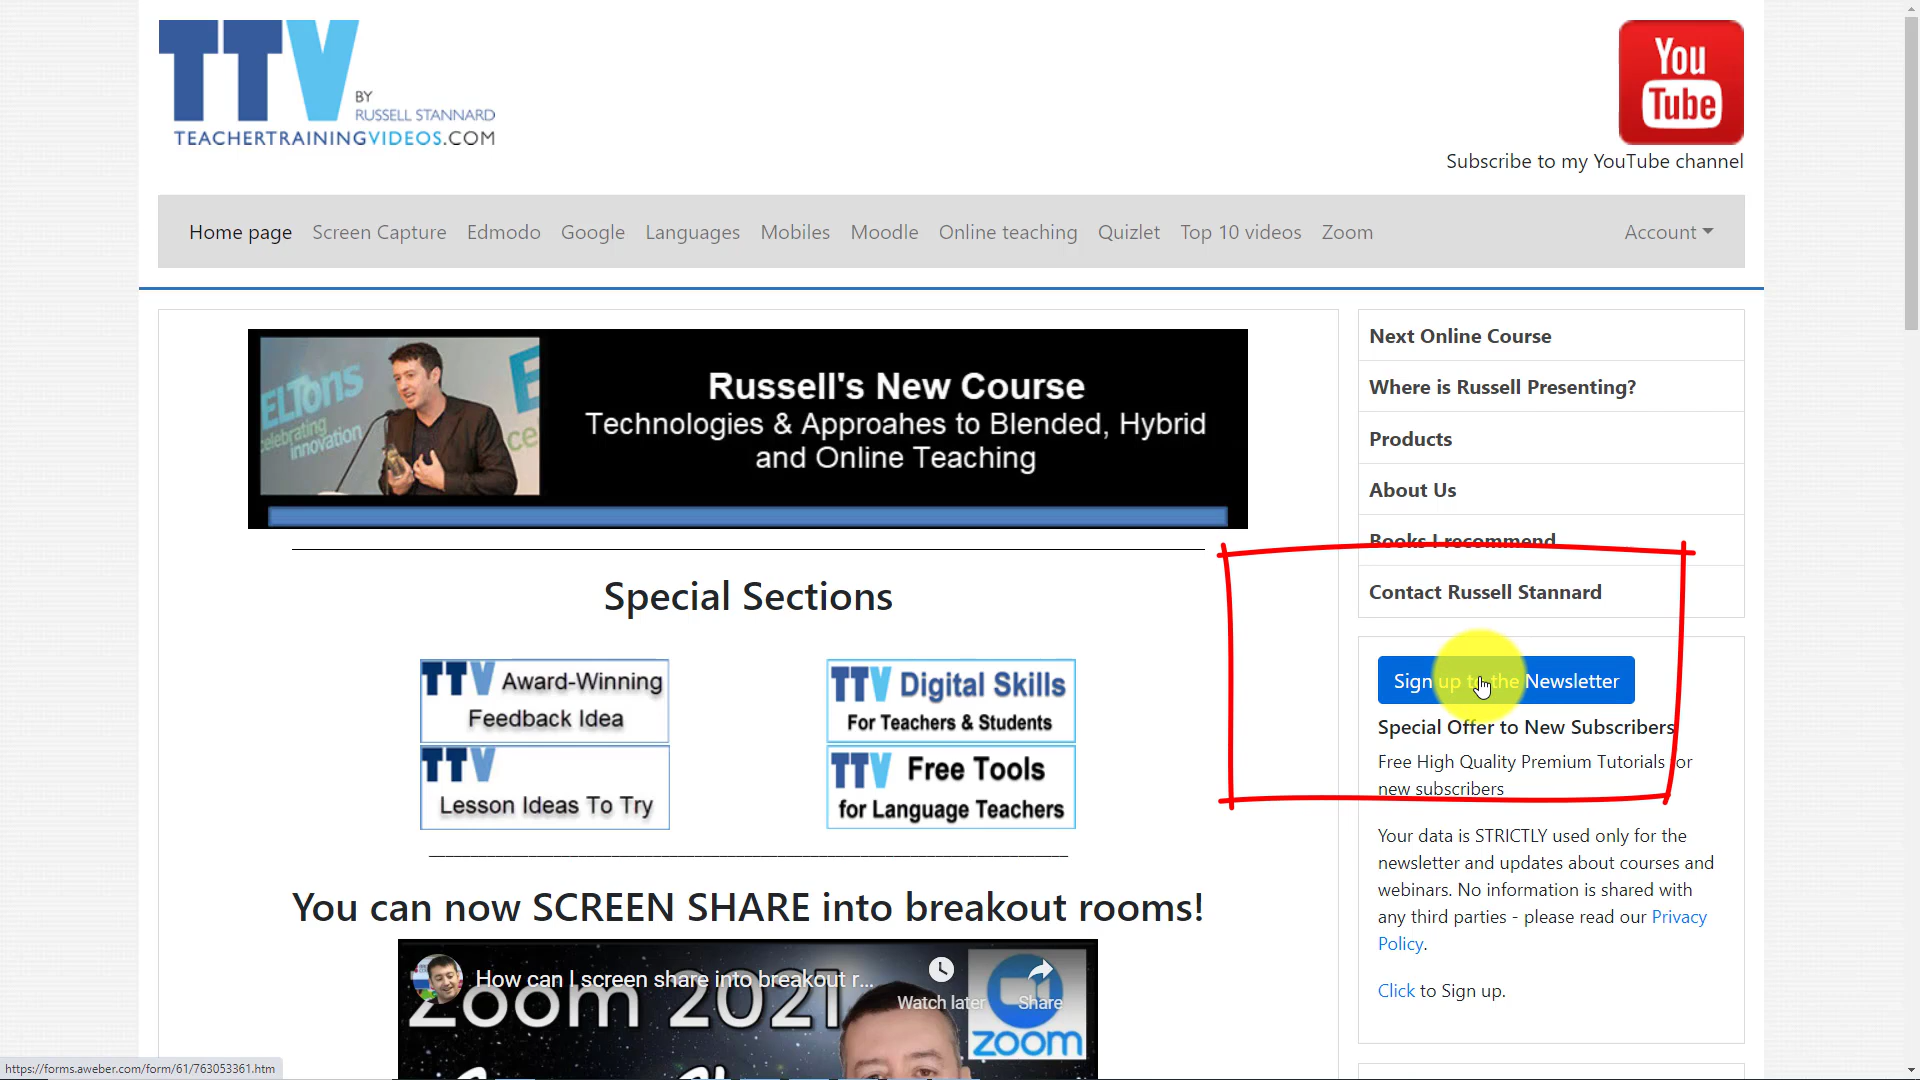 TTV
BY
RUSSELL STANNARD
TEACHERTRAININGVIDEOS.COM
You
Tube
Subscribe to my YouTube channel
Home page Screen Capture Edmodo Google Languages Mobiles Moodle Online teaching Quizlet Top 10 videos Zoom Account
ELTons
celebrating
innovation
Russell's New Course
Technologies & Approahes to Blended, Hybrid
and Online Teaching
Special Sections
TTV Award-Winning
Feedback Idea
TTV Digital Skills
For Teachers & Students
TTV
Lesson Ideas To Try
TTV Free Tools
for Language Teachers
You can now SCREEN SHARE into breakout rooms!
How can I screen share into breakout r...
Watch later
Share
Zoom 2021
zoom
Next Online Course
Where is Russell Presenting?
Products
About Us
Books I recommend
Contact Russell Stannard
Sign up to the Newsletter
Special Offer to New Subscribers
Free High Quality Premium Tutorials for
new subscribers
Your data is STRICTLY used only for the
newsletter and updates about courses and
webinars. No information is shared with
any third parties - please read our Privacy
Policy.
Click to Sign up.
https://forms.aweber.com/form/61/763053361.htm